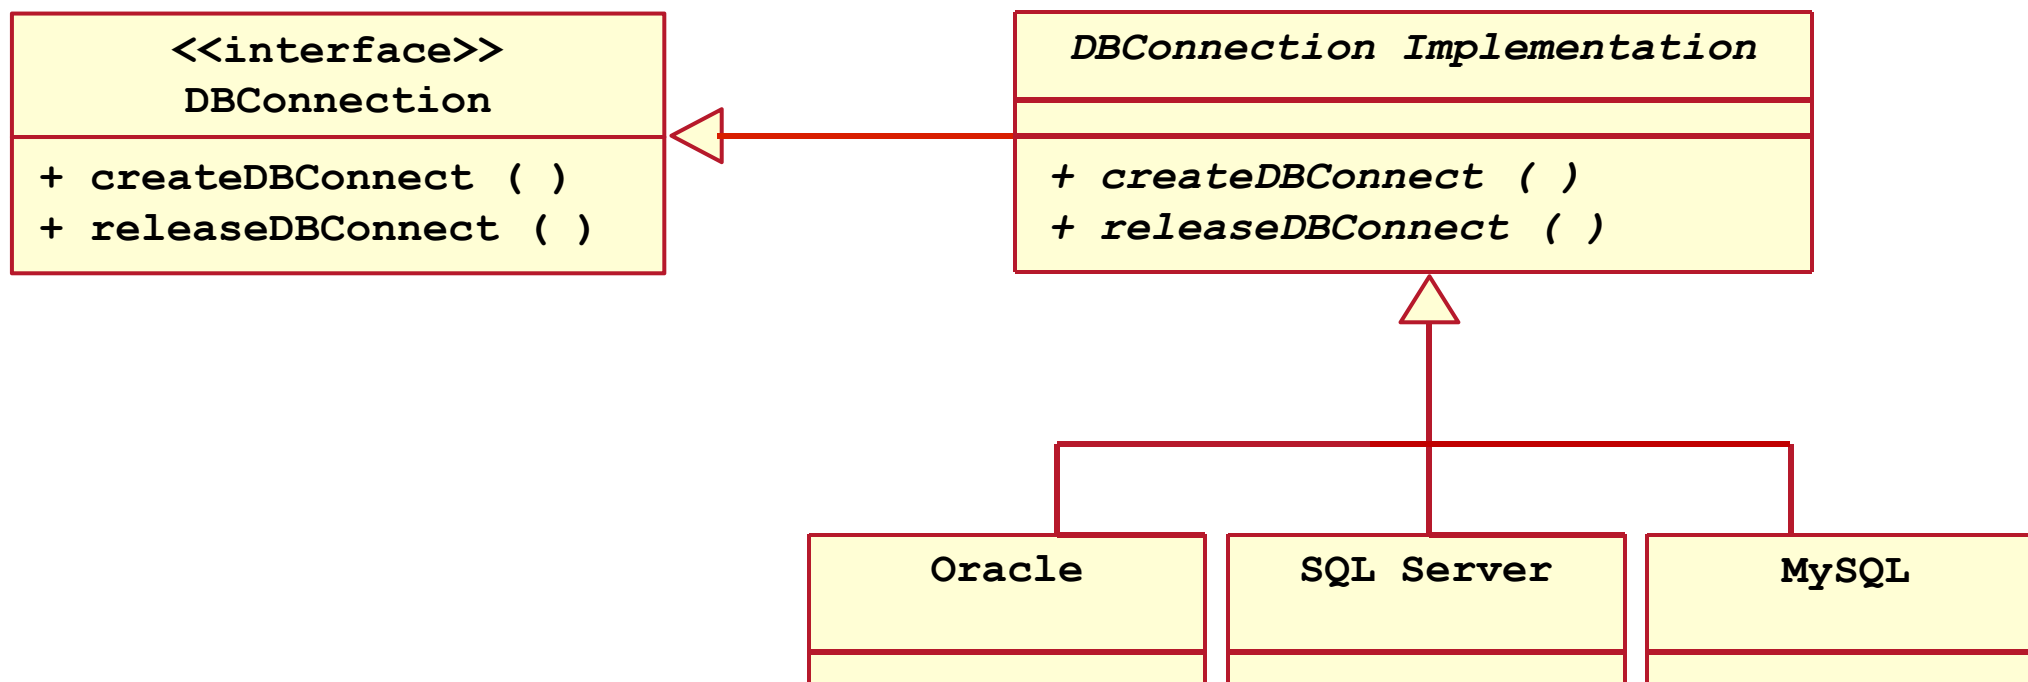 <<interface>>
DBConnection
+ createDBConnect ( )
+ releaseDBConnect ( )
DBConnection Implementation
+ createDBConnect ( )
+ releaseDBConnect ( )
Oracle
SQL Server
MySQL